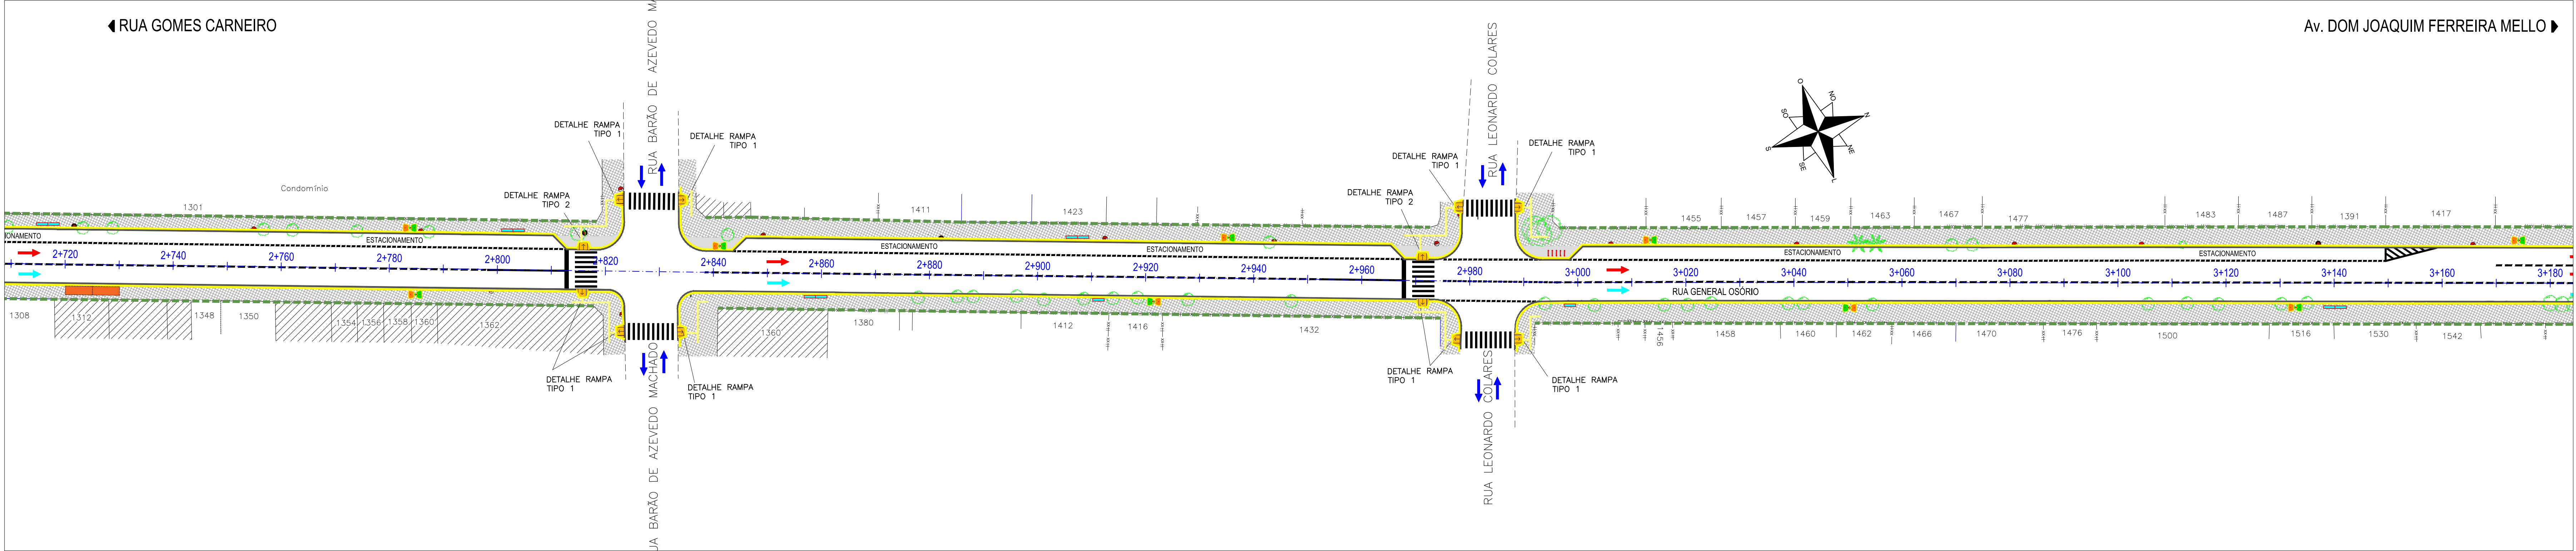 RUA GOMES CARNEIRO
Av. DOM JOAQUIM FERREIRA MELLO
RUA BARÃO DE AZEVEDO MA
RUA LEONARDO COLARES
O
NO
N
NE
L
SE
S
SO
DETALHE RAMPA
TIPO 1
DETALHE RAMPA
TIPO 1
DETALHE RAMPA
TIPO 1
DETALHE RAMPA
TIPO 1
DETALHE RAMPA
TIPO 2
DETALHE RAMPA
TIPO 2
Condomínio
1301
1411
1423
1455
1457
1459
1463
1467
1477
1483
1487
1391
1417
IONAMENTO
ESTACIONAMENTO
ESTACIONAMENTO
ESTACIONAMENTO
ESTACIONAMENTO
ESTACIONAMENTO
2+720
2+740
2+760
2+780
2+800
2+820
2+840
2+860
2+880
2+900
2+920
2+940
2+960
2+980
3+000
3+020
3+040
3+060
3+080
3+100
3+120
3+140
3+160
3+180
RUA GENERAL OSÓRIO
1308
1312
1348
1350
1354
1356
1358
1360
1362
1360
1380
1412
1416
1432
1456
1458
1460
1462
1466
1470
1476
1500
1516
1530
1542
DETALHE RAMPA
TIPO 1
DETALHE RAMPA
TIPO 1
DETALHE RAMPA
TIPO 1
DETALHE RAMPA
TIPO 1
UA BARÃO DE AZEVEDO MACHADO
RUA LEONARDO COLARES